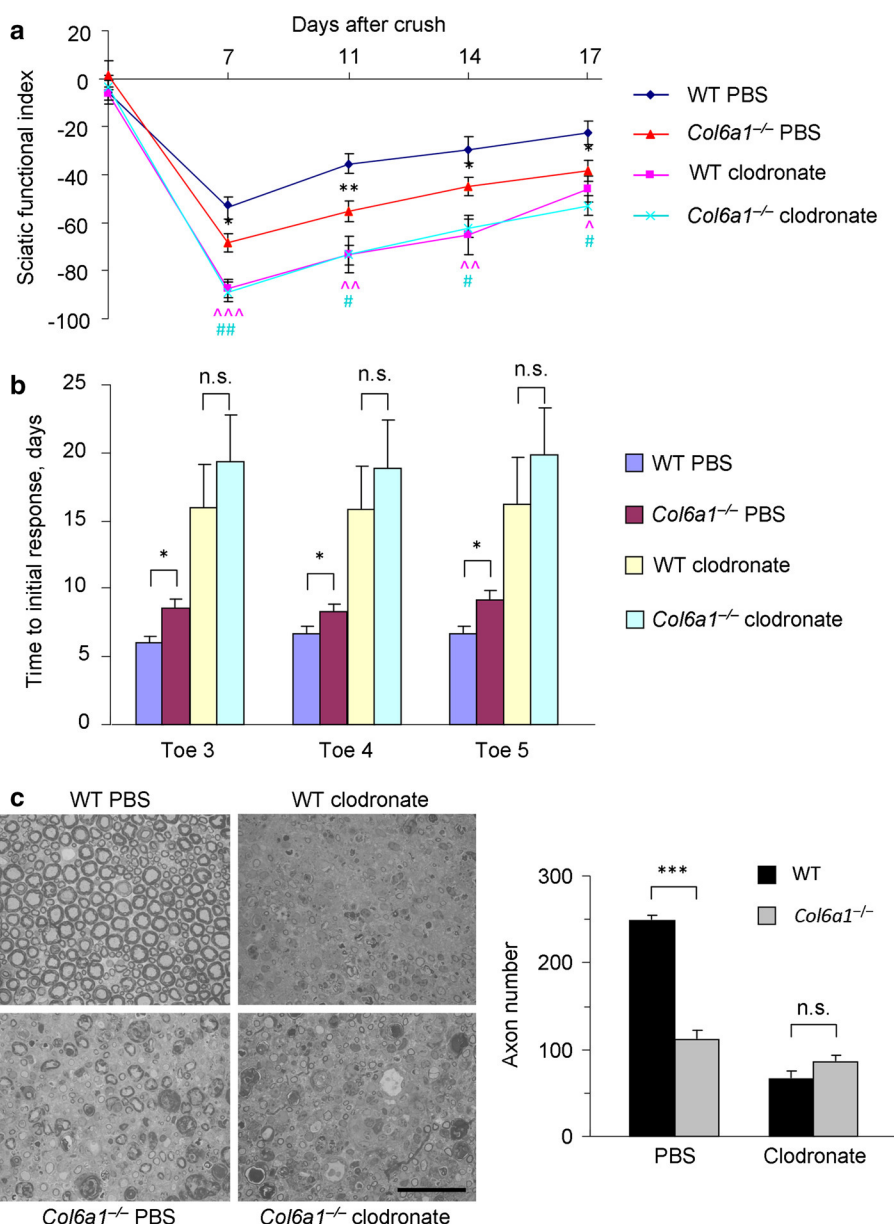 a
Days after crush
7 11 14 17
Sciatic functional index
20
0
-20
-40
-60
-80
-100
* ** * *
^^^ ^^ ^^ ^
## # # #
WT PBS
Col6a1–/– PBS
WT clodronate
Col6a1–/– clodronate
b
Time to initial response, days
25
20
15
10
5
0
n.s. n.s. n.s.
* * *
Toe 3 Toe 4 Toe 5
WT PBS
Col6a1–/– PBS
WT clodronate
Col6a1–/– clodronate
c
WT PBS WT clodronate
Col6a1–/– PBS Col6a1–/– clodronate
Axon number
300
200
100
0
***
n.s.
WT
Col6a1–/–
PBS Clodronate